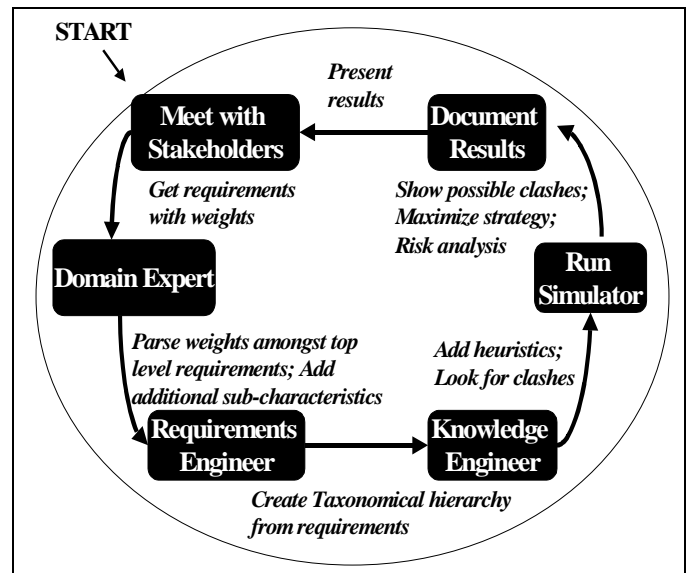 START
Meet with
Stakeholders
Get requirements
with weights
Domain Expert
Parse weights amongst top
level requirements; Add
additional sub-characteristics
Requirements
Engineer
Create Taxonomical hierarchy
from requirements
Knowledge
Engineer
Add heuristics;
Look for clashes
Run
Simulator
Show possible clashes;
Maximize strategy;
Risk analysis
Document
Results
Present
results